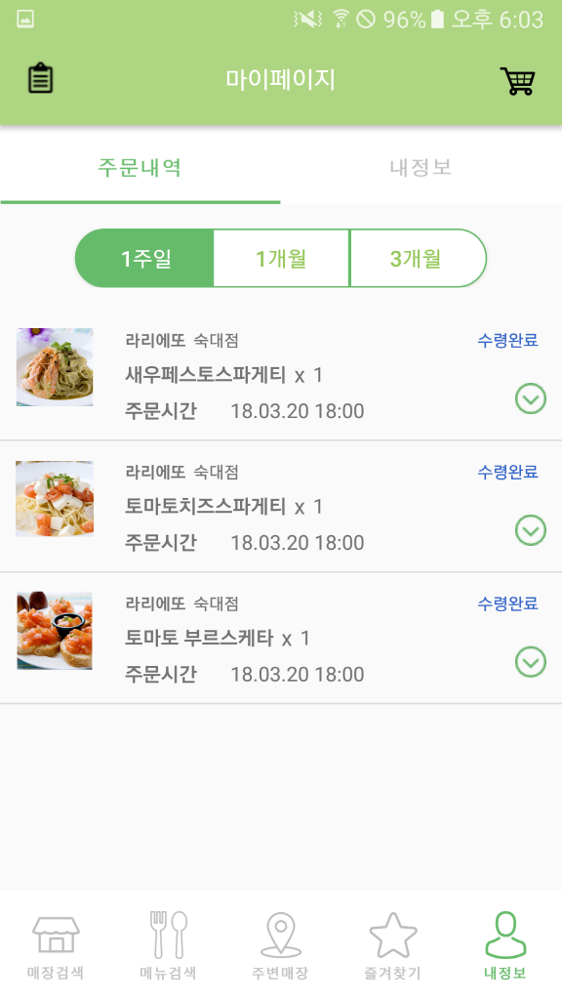 96% 오후 6:03
마이페이지
주문내역 내정보
1주일 1개월 3개월
라리에또 숙대점 수령완료
새우페스토스파게티 x 1
주문시간 18.03.20 18:00
라리에또 숙대점 수령완료
토마토치즈스파게티 x 1
주문시간 18.03.20 18:00
라리에또 숙대점 수령완료
토마토 부르스케타 x 1
주문시간 18.03.20 18:00
매장검색 메뉴검색 주변매장 즐겨찾기 내정보